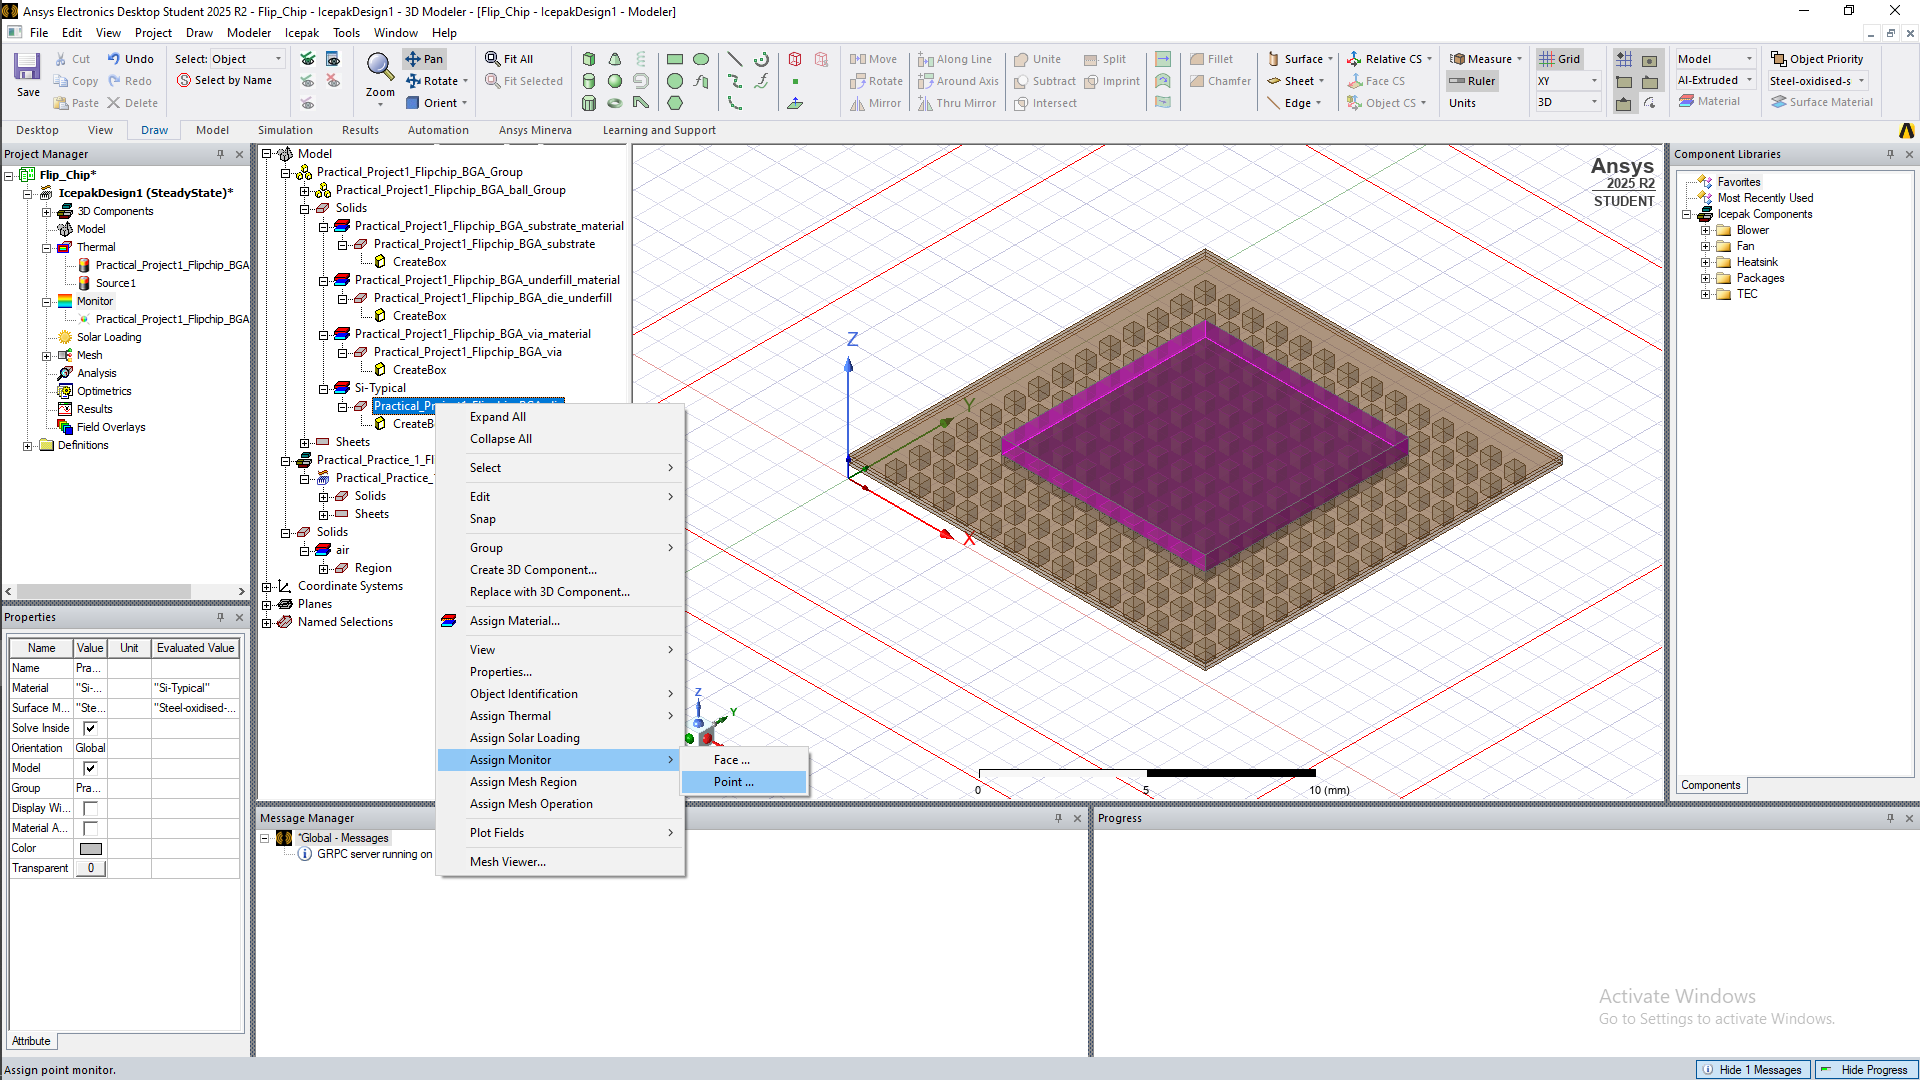 Ansys Electronics Desktop Student 2025 R2 - Flip_Chip - IcepakDesign1 - 3D Modeler - [Flip_Chip - IcepakDesign1 - Modeler]
File Edit View Project Draw Modeler Icepak Tools Window Help
Save
Cut
Copy
Paste
Undo
Redo
Delete
Select: Object
Select by Name
Zoom
Pan
Rotate
Orient
Fit All
Fit Selected
Move
Rotate
Mirror
Along Line
Around Axis
Thru Mirror
Unite
Subtract
Intersect
Split
Imprint
Fillet
Chamfer
Surface
Sheet
Edge
Relative CS
Face CS
Object CS
Measure
Ruler
Units
Grid
XY
3D
Model
AI-Extruded
Material
Object Priority
Steel-oxidised-s
Surface Material
Desktop View Draw Model Simulation Results Automation Ansys Minerva Learning and Support
Project Manager
Flip_Chip*
IcepakDesign1 (SteadyState)*
3D Components
Model
Thermal
Practical_Project1_Flipchip_BGA
Source1
Monitor
Practical_Project1_Flipchip_BGA
Solar Loading
Mesh
Analysis
Optimetrics
Results
Field Overlays
Definitions
Properties
Name Value Unit Evaluated Value
Name Pra...
Material "Si-... "Si-Typical"
Surface M... "Ste... "Steel-oxidised-...
Solve Inside
Orientation Global
Model
Group Pra...
Display Wi...
Material A...
Color
Transparent 0
Attribute
Model
Practical_Project1_Flipchip_BGA_Group
Practical_Project1_Flipchip_BGA_ball_Group
Solids
Practical_Project1_Flipchip_BGA_substrate_material
Practical_Project1_Flipchip_BGA_substrate
CreateBox
Practical_Project1_Flipchip_BGA_underfill_material
Practical_Project1_Flipchip_BGA_die_underfill
CreateBox
Practical_Project1_Flipchip_BGA_via_material
Practical_Project1_Flipchip_BGA_via
CreateBox
Si-Typical
CreateB
Sheets
Practical_Practice_1_Fl
Practical_Practice_
Solids
Sheets
Solids
air
Region
Coordinate Systems
Planes
Named Selections
Expand All
Collapse All
Select
Edit
Snap
Group
Create 3D Component...
Replace with 3D Component...
Assign Material...
View
Properties...
Object Identification
Assign Thermal
Assign Solar Loading
Assign Monitor
Assign Mesh Region
Assign Mesh Operation
Plot Fields
Mesh Viewer...
Face ...
Point ...
Ansys
2025 R2
STUDENT
Z
Y
X
Z
Y
0 5 10 (mm)
Component Libraries
Favorites
Most Recently Used
Icepak Components
Blower
Fan
Heatsink
Packages
TEC
Components
Message Manager
*Global - Messages
GRPC server running on
Progress
Activate Windows
Go to Settings to activate Windows.
Assign point monitor.
Hide 1 Messages
Hide Progress